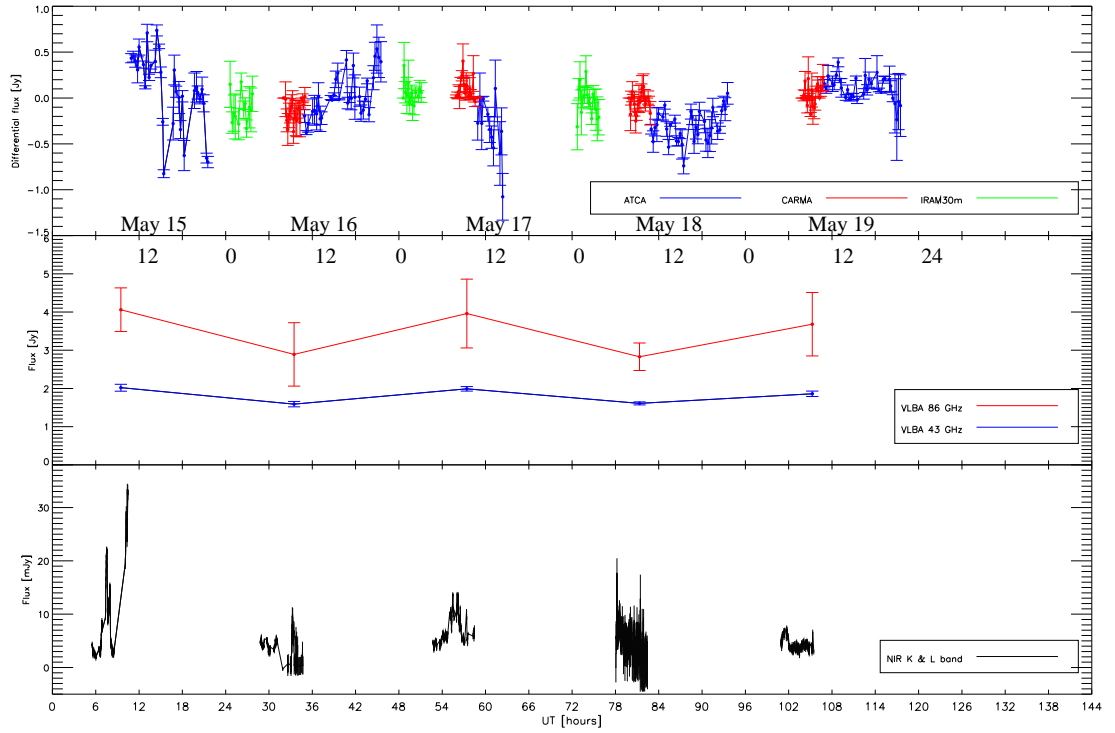 1.0
0.5
0.0
-0.5
-1.0
-1.5
Differential flux [Jy]
ATCA CARMA IRAM30m
May 15 May 16 May 17 May 18 May 19
12 0 12 0 12 0 12 0 12 24
6
5
4
3
2
1
0
Flux [Jy]
VLBA 86 GHz
VLBA 43 GHz
30
20
10
0
Flux [mJy]
NIR K & L band
0 6 12 18 24 30 36 42 48 54 60 66 72 78 84 90 96 102 108 114 120 126 132 138 144
UT [hours]